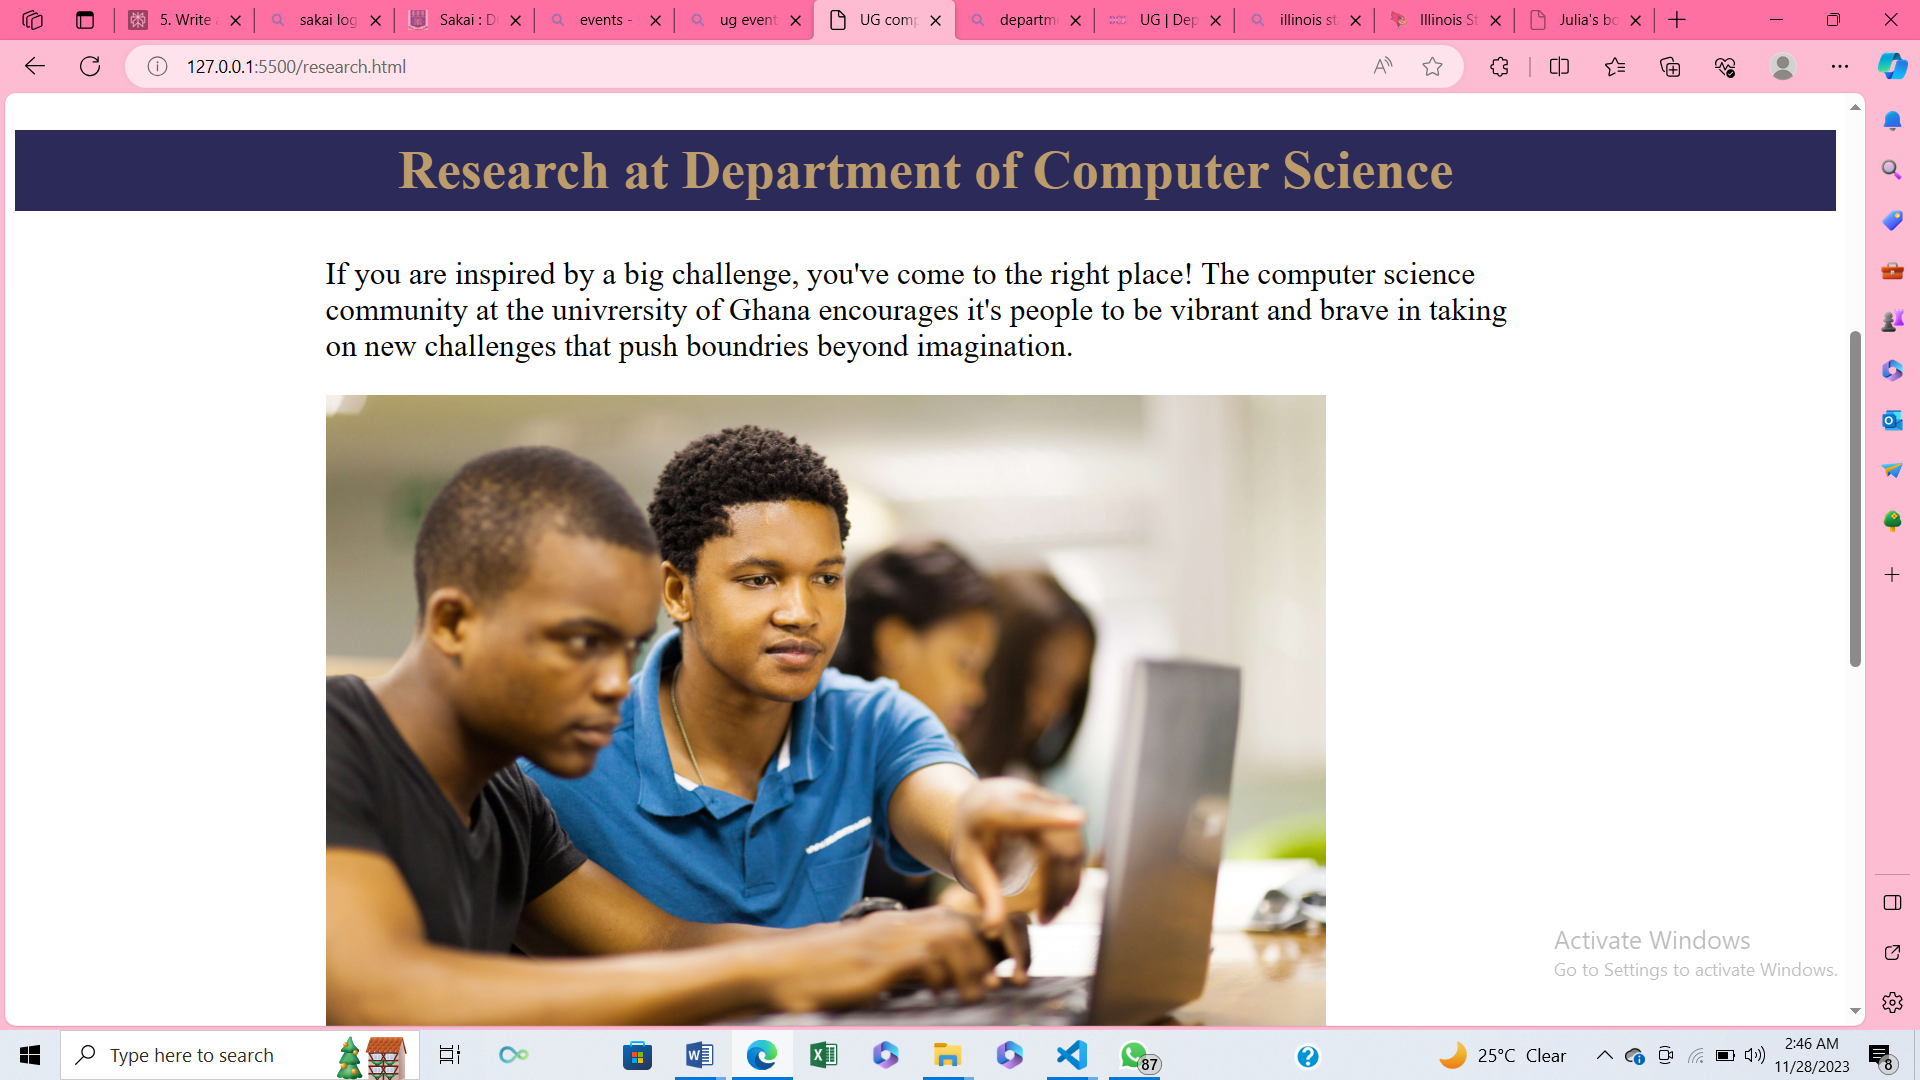 5. Write a
sakai log
Sakai : D
events -
ug event
UG comp
departm
UG | Dep
illinois st
Illinois St
Julia's bo
127.0.0.1:5500/research.html
Research at Department of Computer Science
If you are inspired by a big challenge, you've come to the right place! The computer science
community at the univrersity of Ghana encourages it's people to be vibrant and brave in taking
on new challenges that push boundries beyond imagination.
Activate Windows
Go to Settings to activate Windows.
Type here to search
87
25°C Clear
2:46 AM
11/28/2023
8